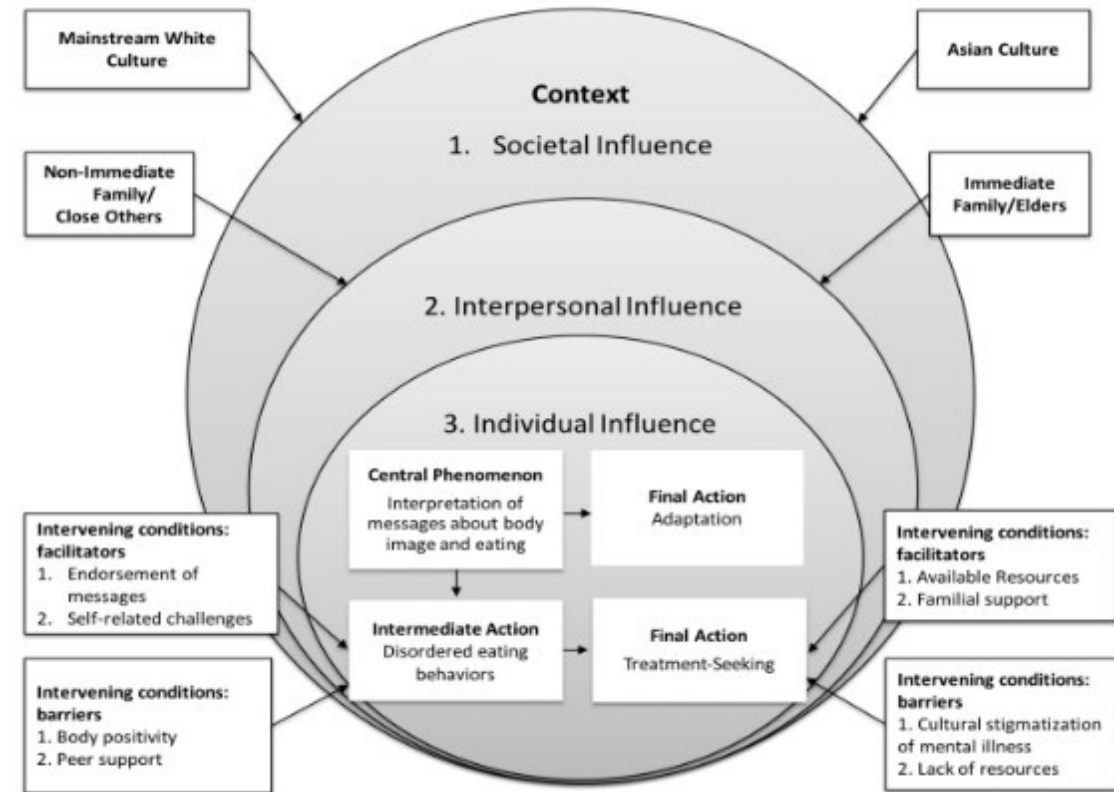 Mainstream White
Culture
Asian Culture
Context
1. Societal Influence
Non-Immediate
Family/
Close Others
Immediate
Family/Elders
2. Interpersonal Influence
3. Individual Influence
Central Phenomenon
Interpretation of
messages about body
image and eating
Final Action
Adaptation
Intervening conditions:
facilitators
1. Endorsement of
messages
2. Self-related challenges
Intervening conditions:
facilitators
1. Available Resources
2. Familial support
Intermediate Action
Disordered eating
behaviors
Final Action
Treatment-Seeking
Intervening conditions:
barriers
1. Body positivity
2. Peer support
Intervening conditions:
barriers
1. Cultural stigmatization
of mental illness
2. Lack of resources